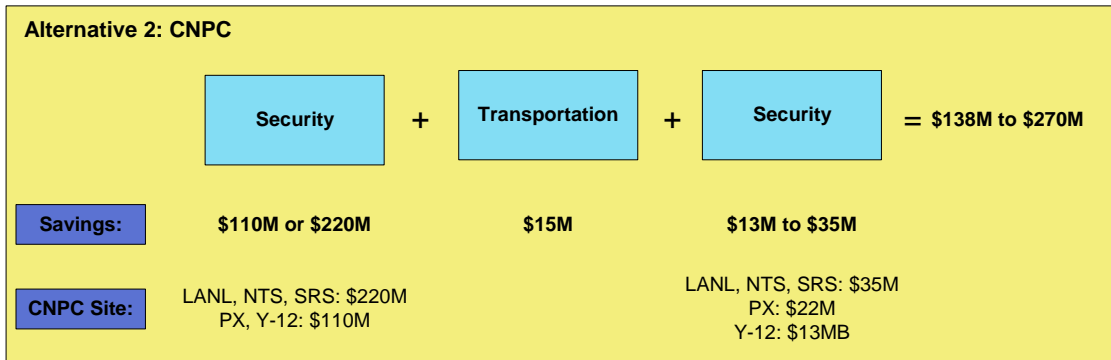 Alternative 2: CNPC
Security + Transportation + Security = $138M to $270M
Savings: $110M or $220M $15M $13M to $35M
CNPC Site:
LANL, NTS, SRS: $220M
PX, Y-12: $110M
LANL, NTS, SRS: $35M
PX: $22M
Y-12: $13MB